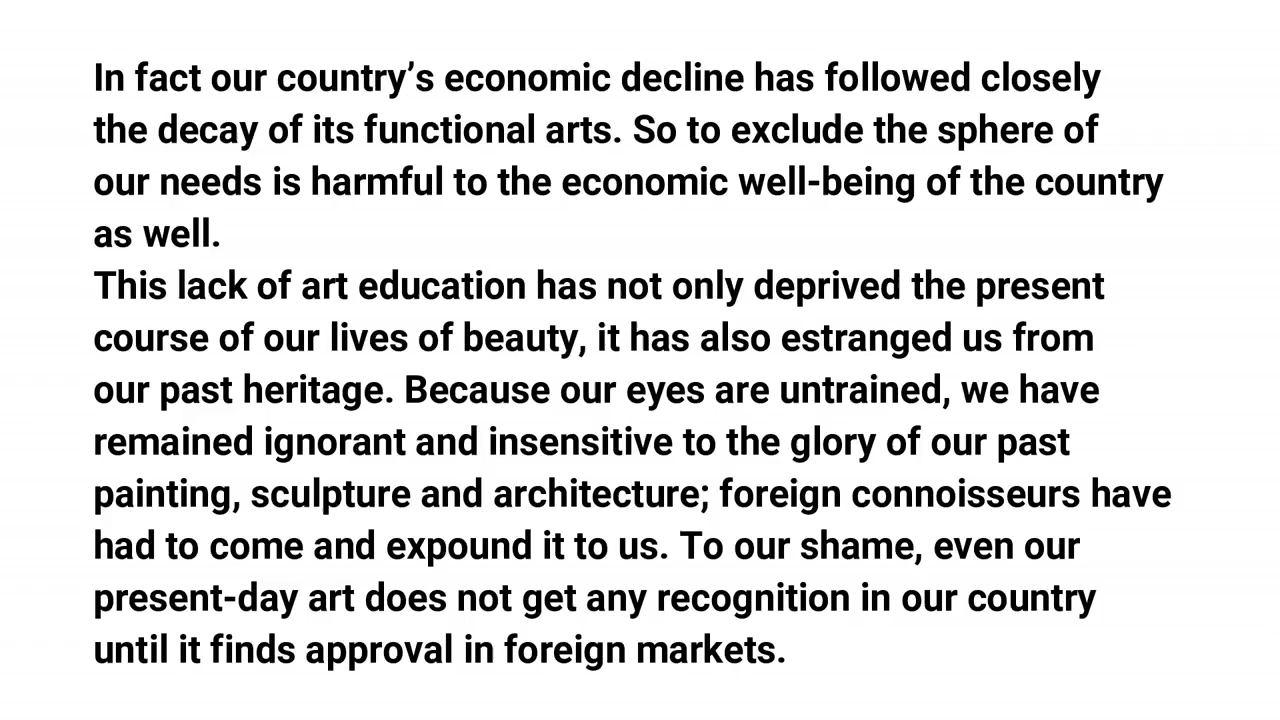 In fact our country’s economic decline has followed closely
the decay of its functional arts. So to exclude the sphere of
our needs is harmful to the economic well-being of the country
as well.
This lack of art education has not only deprived the present
course of our lives of beauty, it has also estranged us from
our past heritage. Because our eyes are untrained, we have
remained ignorant and insensitive to the glory of our past
painting, sculpture and architecture; foreign connoisseurs have
had to come and expound it to us. To our shame, even our
present-day art does not get any recognition in our country
until it finds approval in foreign markets.